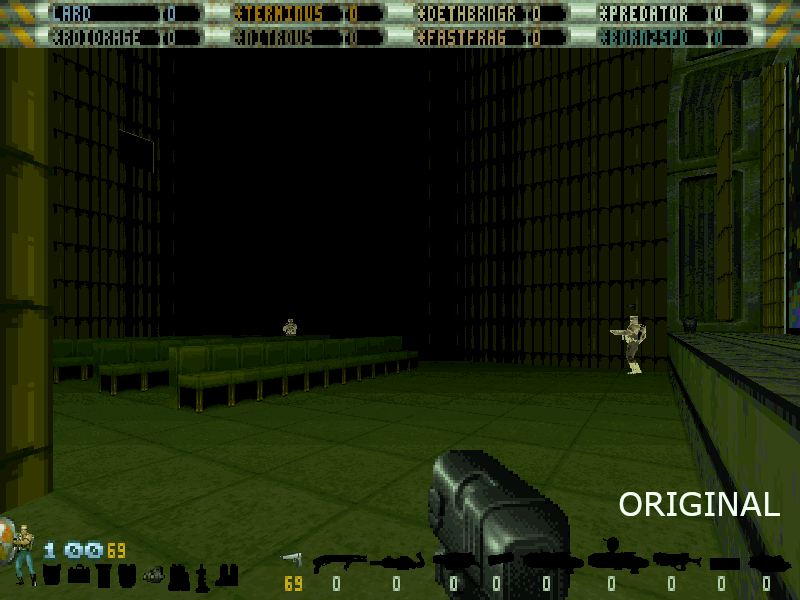 LARD 0 *TERMINUS 0 *DETHBRNGR 0 *PREDATOR 0
*ROIDRAGE 0 *NITROUS 0 *FASTFRAG 0 *BORN2SPD 0
ORIGINAL
100 69
69 0 0 0 0 0 0 0 0 0